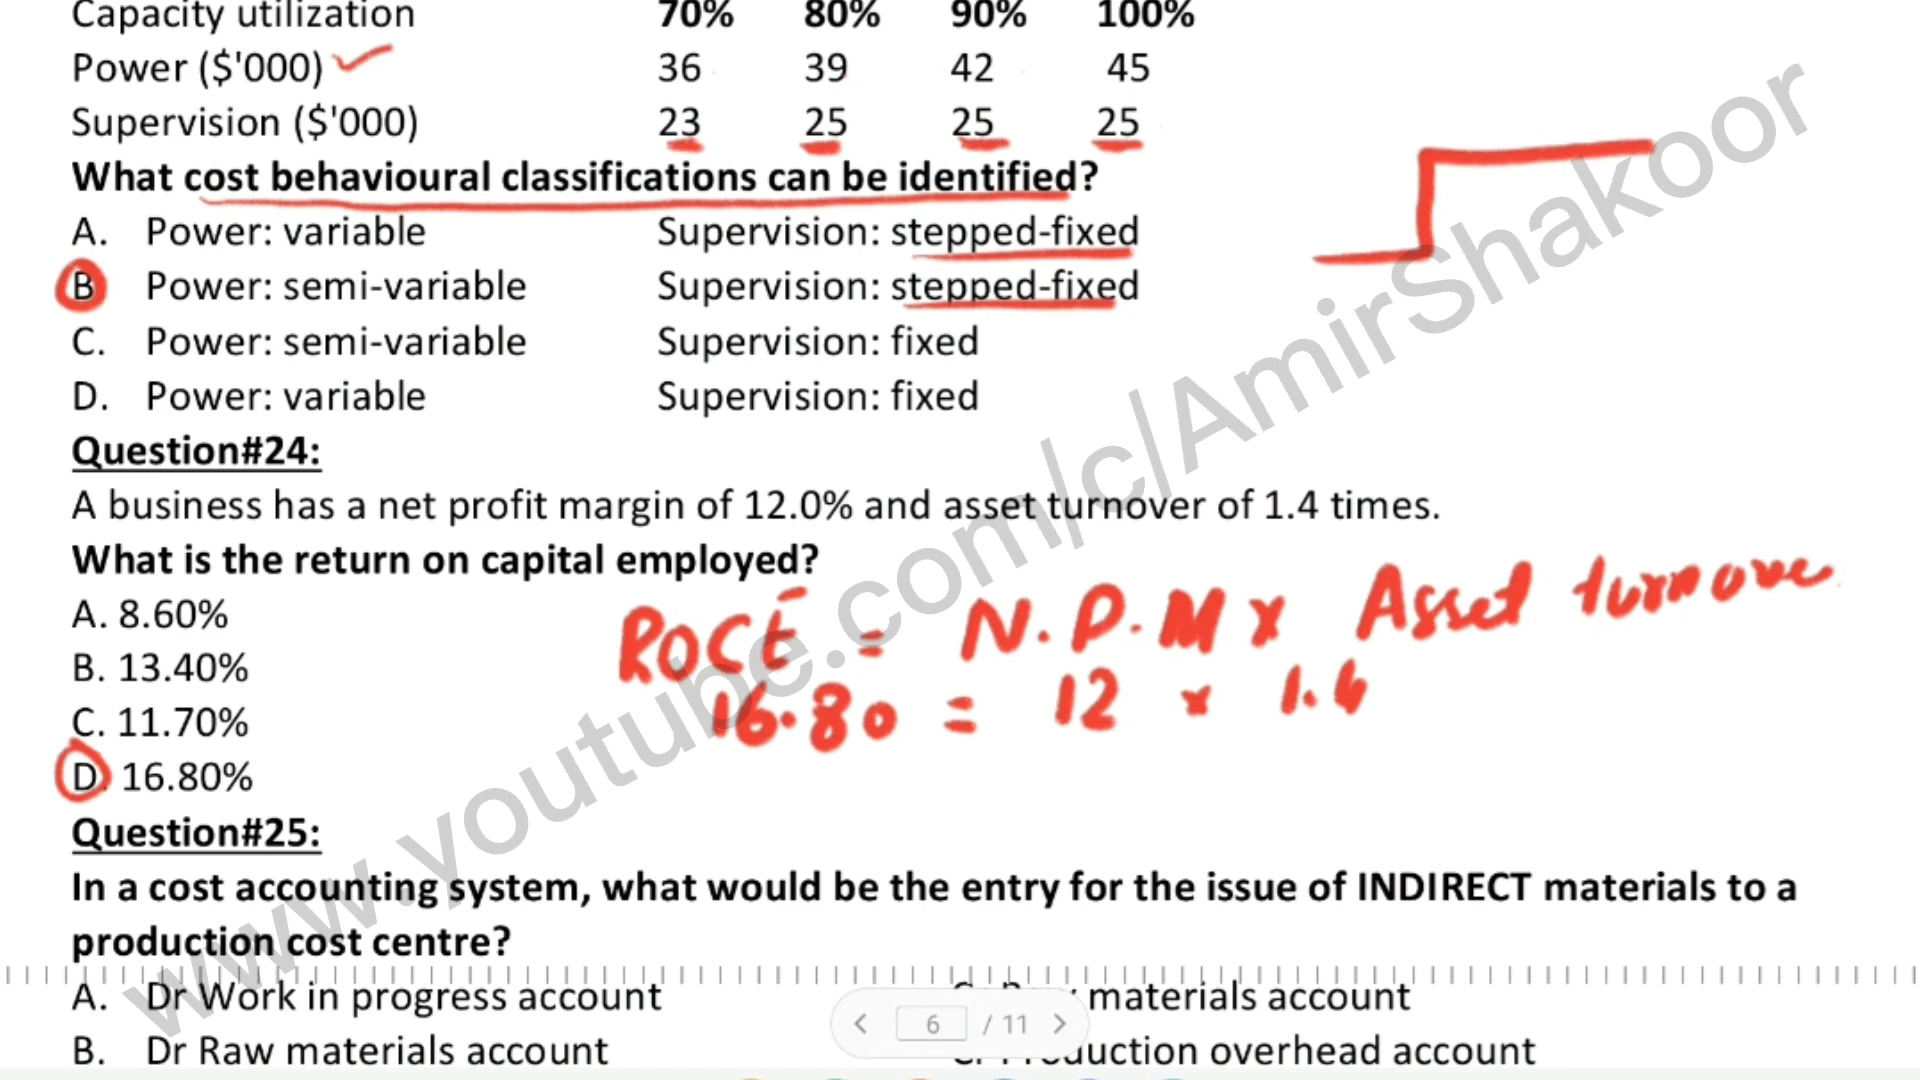 Capacity utilization 70% 80% 90% 100%
Power ($'000) 36 39 42 45
Supervision ($'000) 23 25 25 25
What cost behavioural classifications can be identified?
A. Power: variable Supervision: stepped-fixed
B Power: semi-variable Supervision: stepped-fixed
C. Power: semi-variable Supervision: fixed
D. Power: variable Supervision: fixed
Question#24:
A business has a net profit margin of 12.0% and asset turnover of 1.4 times.
What is the return on capital employed?
A. 8.60%
B. 13.40%
C. 11.70%
D. 16.80%
ROCE = N.P.M x Asset turnover
16.80 = 12 x 1.4
Question#25:
In a cost accounting system, what would be the entry for the issue of INDIRECT materials to a
production cost centre?
A. Dr Work in progress account materials account
B. Dr Raw materials account overhead account
6 / 11
www.youtube.com/c/AmirShakoor